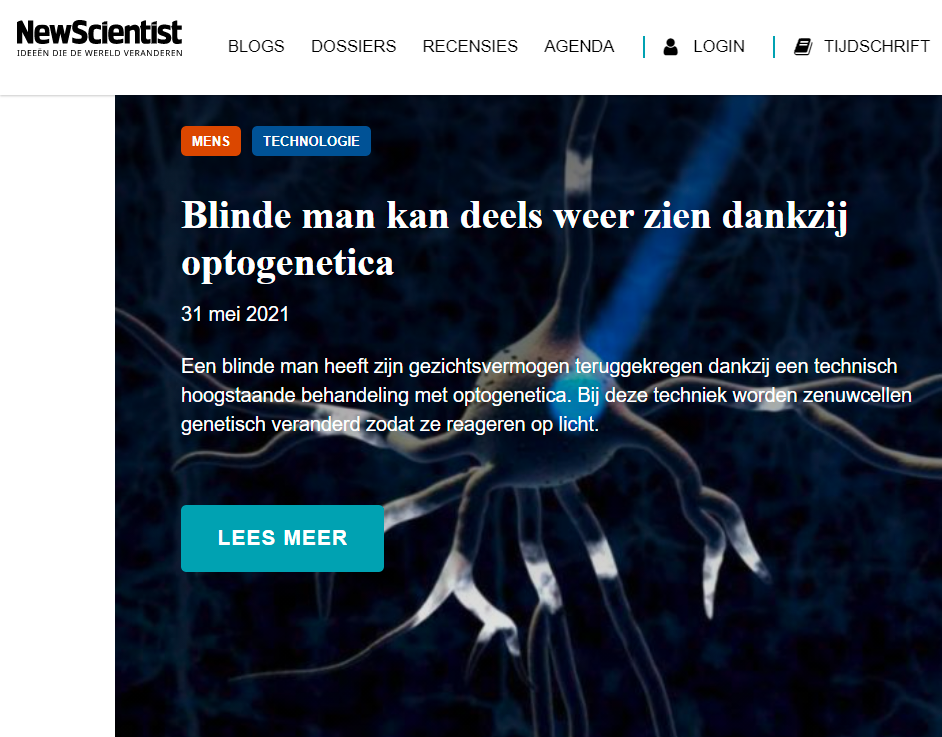 NewScientist
IDEEËN DIE DE WERELD VERANDEREN
BLOGS DOSSIERS RECENSIES AGENDA LOGIN TIJDSCHRIFT
MENS TECHNOLOGIE
Blinde man kan deels weer zien dankzij
optogenetica
31 mei 2021
Een blinde man heeft zijn gezichtsvermogen teruggekregen dankzij een technisch
hoogstaande behandeling met optogenetica. Bij deze techniek worden zenuwcellen
genetisch veranderd zodat ze reageren op licht.
LEES MEER